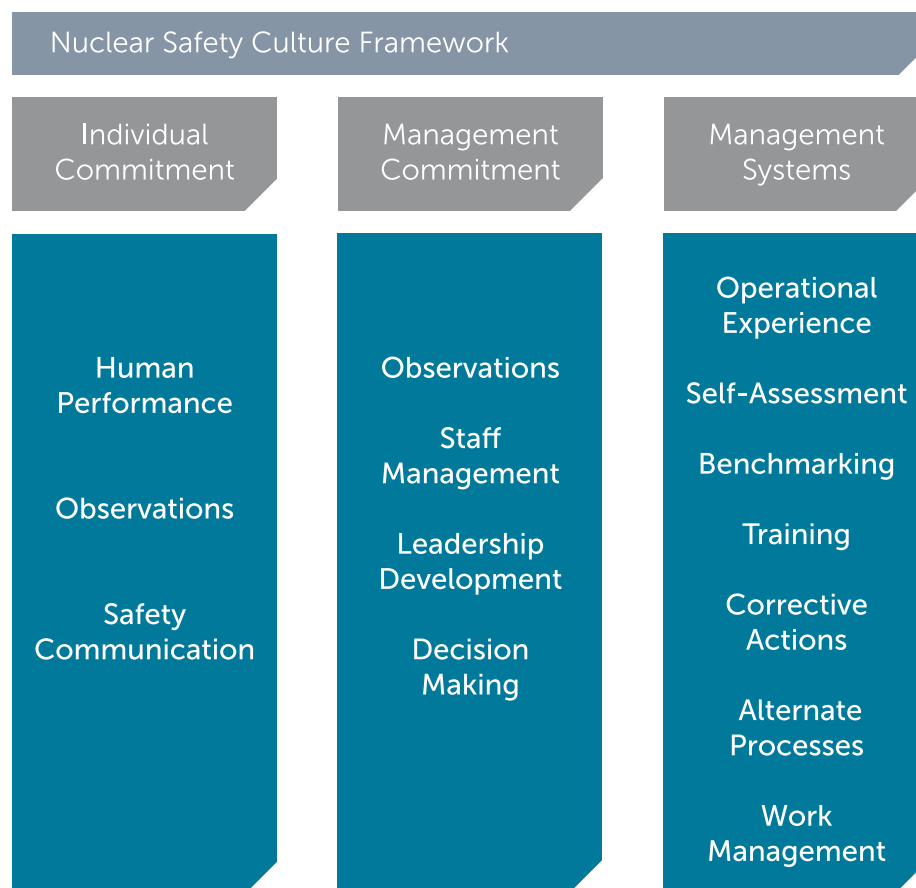 Nuclear Safety Culture Framework
Individual
Commitment
Human
Performance
Observations
Safety
Communication
Management
Commitment
Observations
Staff
Management
Leadership
Development
Decision
Making
Management
Systems
Operational
Experience
Self-Assessment
Benchmarking
Training
Corrective
Actions
Alternate
Processes
Work
Management